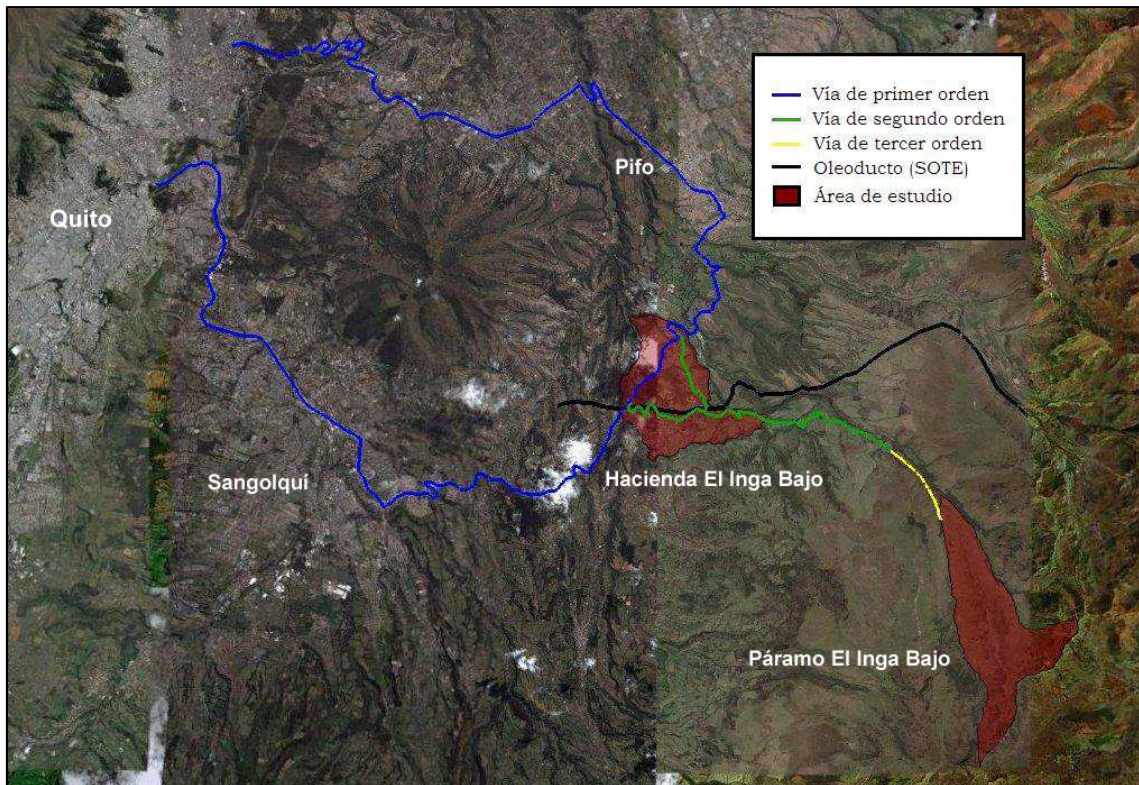 Vía de primer orden
Vía de segundo orden
Vía de tercer orden
Oleoducto (SOTE)
Área de estudio
Pifo
Quito
Sangolquí
Hacienda El Inga Bajo
Páramo El Inga Bajo